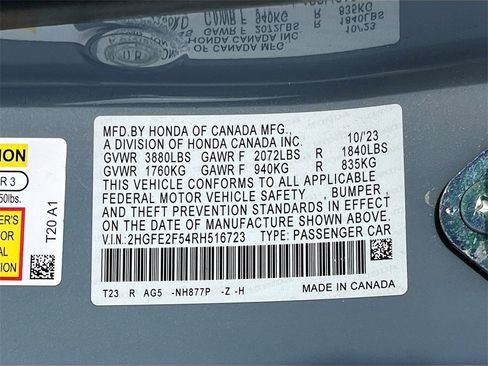 MFD.BY HONDA OF CANADA MFG., 10/'23
A DIVISION OF HONDA CANADA INC.
GVWR 3880LBS GAWR F 2072LBS R 1840LBS
GVWR 1760KG GAWR F 940KG R 835KG
THIS VEHICLE CONFORMS TO ALL APPLICABLE
FEDERAL MOTOR VEHICLE SAFETY , BUMPER ,
AND THEFT PREVENTION STANDARDS IN EFFECT
ON THE DATE OF MANUFACTURE SHOWN ABOVE.
V.I.N: 2HGFE2F54RH516723 TYPE: PASSENGER CAR
T23 R AG5 -NH877P -Z -H MADE IN CANADA
T20 A1